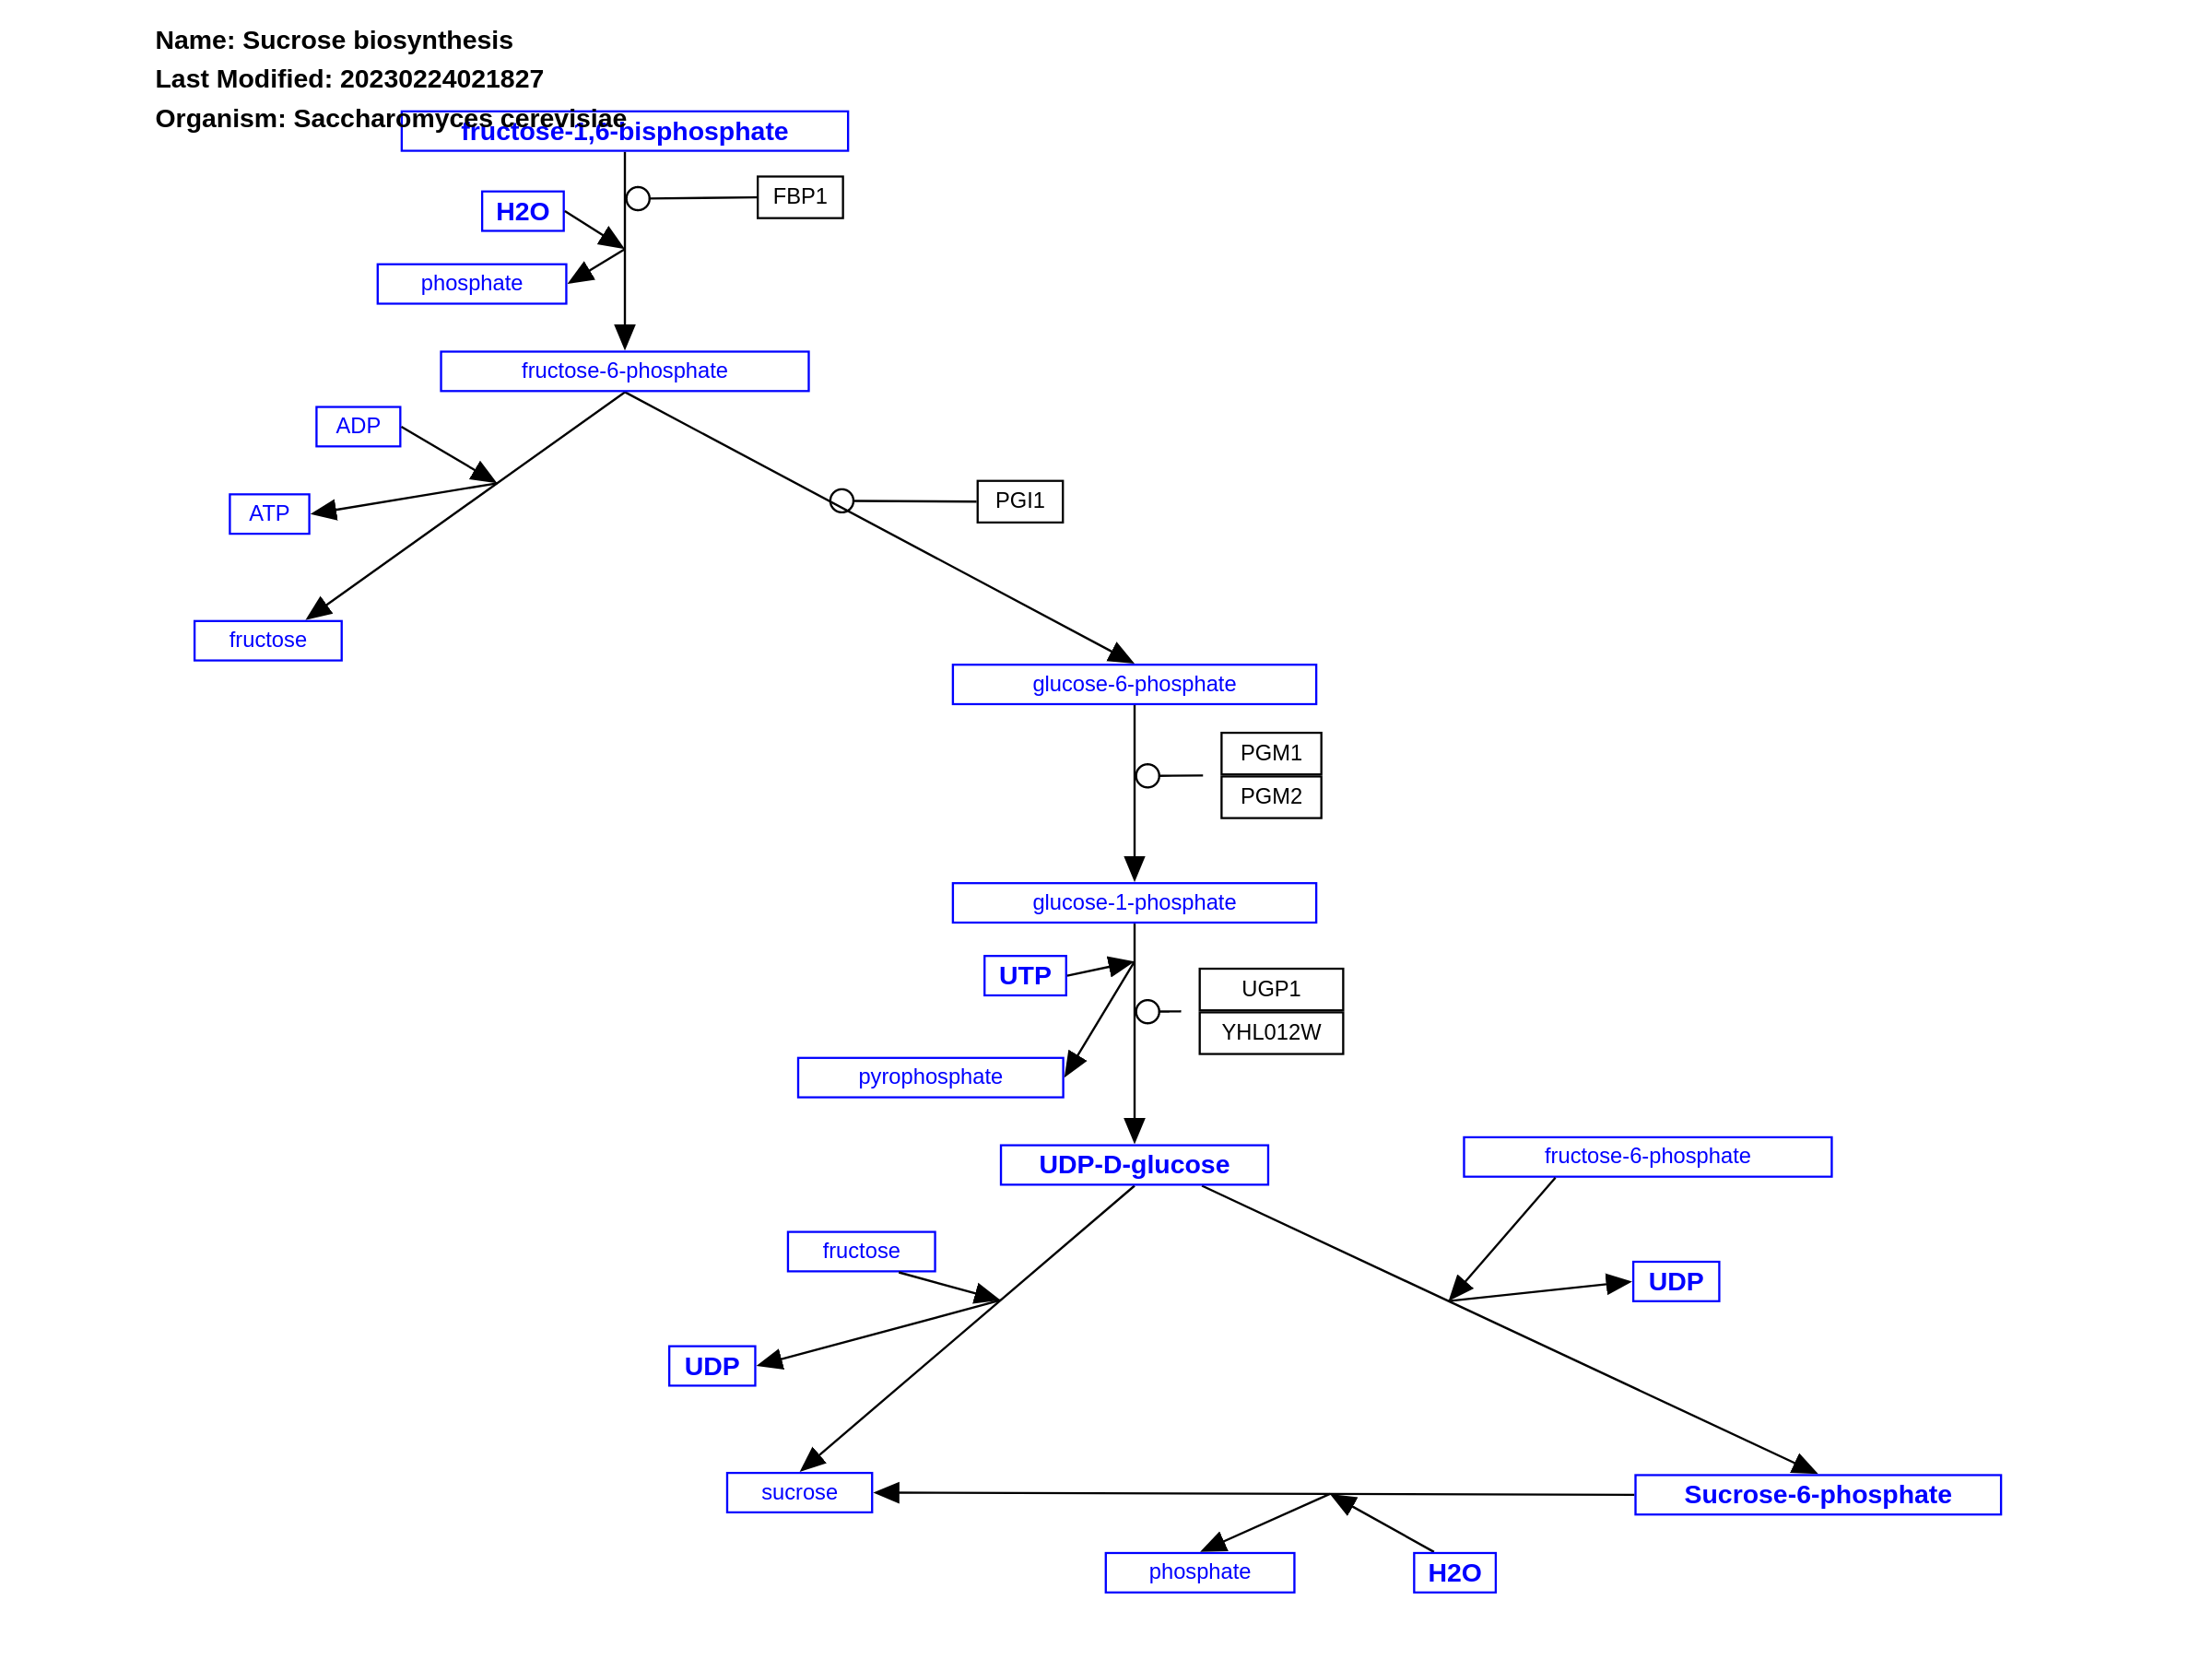 Name: Sucrose biosynthesis
Last Modified: 20230224021827
Organism: Saccharomyces cerevisiae
fructose-1,6-bisphosphate
FBP1
H2O
phosphate
fructose-6-phosphate
ADP
PGI1
ATP
fructose
glucose-6-phosphate
PGM1
PGM2
glucose-1-phosphate
UTP
UGP1
YHL012W
pyrophosphate
UDP-D-glucose
fructose-6-phosphate
fructose
UDP
UDP
sucrose
Sucrose-6-phosphate
phosphate
H2O